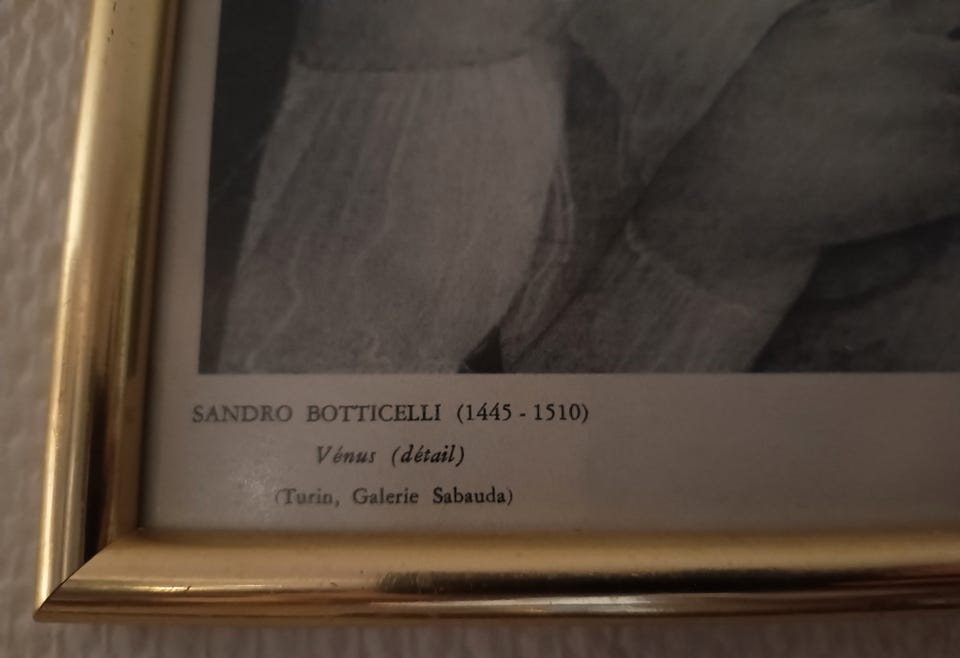 SANDRO BOTTICELLI (1445 - 1510)
Vénus (détail)
(Turin, Galerie Sabauda)